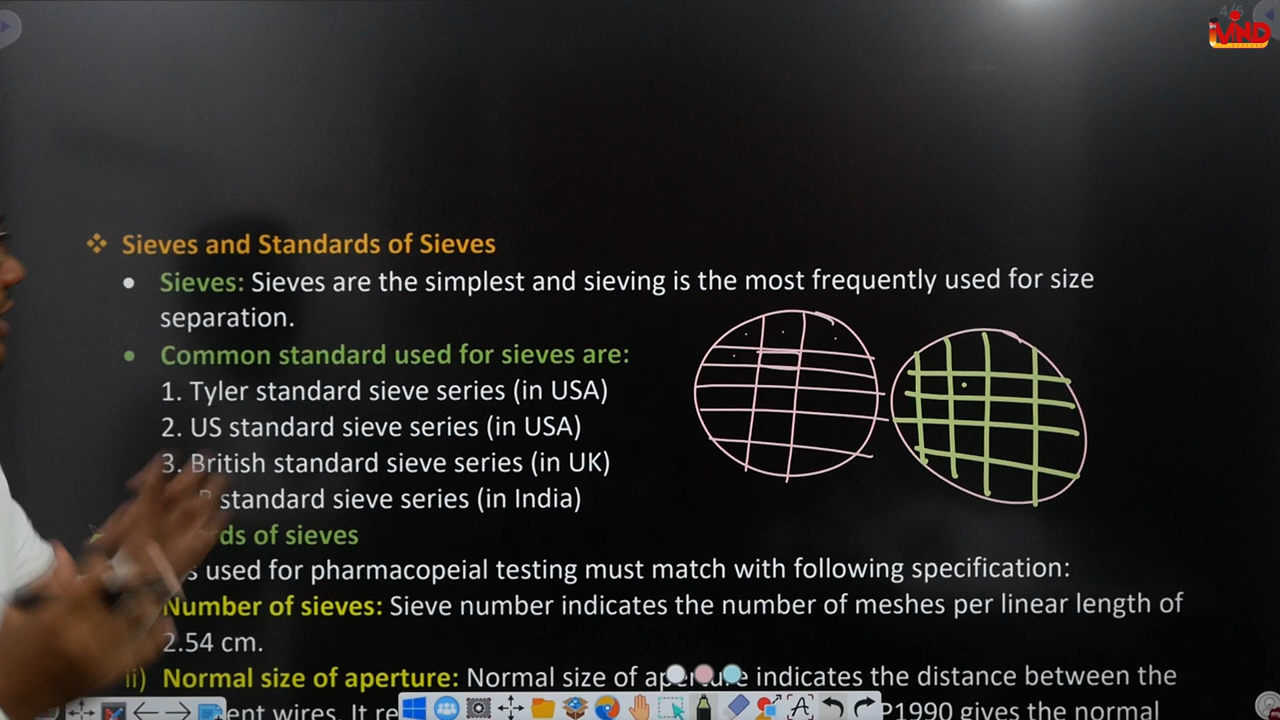 4/6
MIND
❖ Sieves and Standards of Sieves
• Sieves: Sieves are the simplest and sieving is the most frequently used for size
separation.
• Common standard used for sieves are:
1. Tyler standard sieve series (in USA)
2. US standard sieve series (in USA)
3. British standard sieve series (in UK)
standard sieve series (in India)
of sieves
used for pharmacopeial testing must match with following specification:
Number of sieves: Sieve number indicates the number of meshes per linear length of
2.54 cm.
ii) Normal size of aperture: Normal size of aperture indicates the distance between the
wires. It 1990 gives the normal